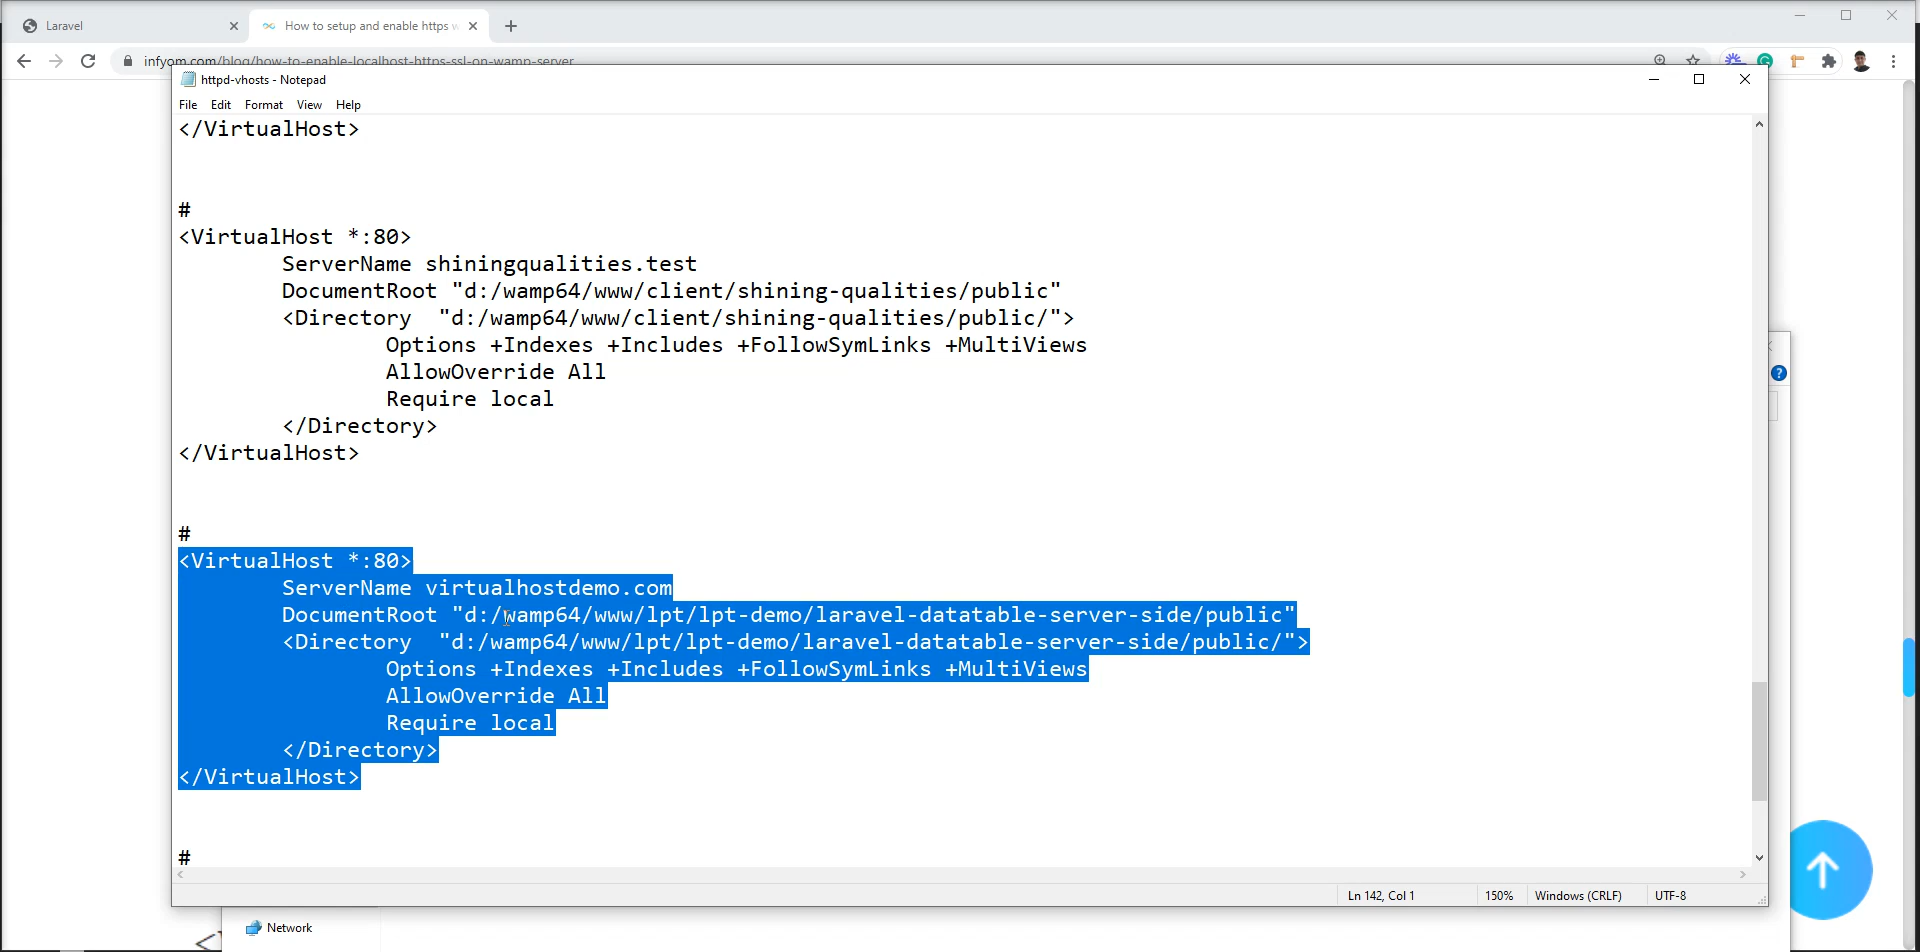 Laravel
How to setup and enable https w
infyom.com/blog/how-to-enable-localhost-https-ssl-on-wamp-server
httpd-vhosts - Notepad
File Edit Format View Help
</VirtualHost>
#
<VirtualHost *:80>
ServerName shiningqualities.test
DocumentRoot "d:/wamp64/www/client/shining-qualities/public"
<Directory  "d:/wamp64/www/client/shining-qualities/public/">
Options +Indexes +Includes +FollowSymLinks +MultiViews
AllowOverride All
Require local
</Directory>
</VirtualHost>
#
<VirtualHost *:80>
ServerName virtualhostdemo.com
DocumentRoot "d:/wamp64/www/lpt/lpt-demo/laravel-datatable-server-side/public"
<Directory  "d:/wamp64/www/lpt/lpt-demo/laravel-datatable-server-side/public/">
Options +Indexes +Includes +FollowSymLinks +MultiViews
AllowOverride All
Require local
</Directory>
</VirtualHost>
#
Ln 142, Col 1 150% Windows (CRLF) UTF-8
Network